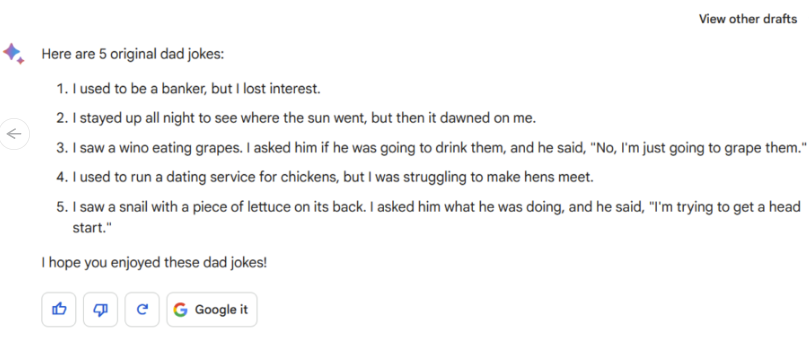 View other drafts
Here are 5 original dad jokes:
1. I used to be a banker, but I lost interest.
2. I stayed up all night to see where the sun went, but then it dawned on me.
3. I saw a wino eating grapes. I asked him if he was going to drink them, and he said, "No, I'm just going to grape them."
4. I used to run a dating service for chickens, but I was struggling to make hens meet.
5. I saw a snail with a piece of lettuce on its back. I asked him what he was doing, and he said, "I'm trying to get a head
start."
I hope you enjoyed these dad jokes!
Google it